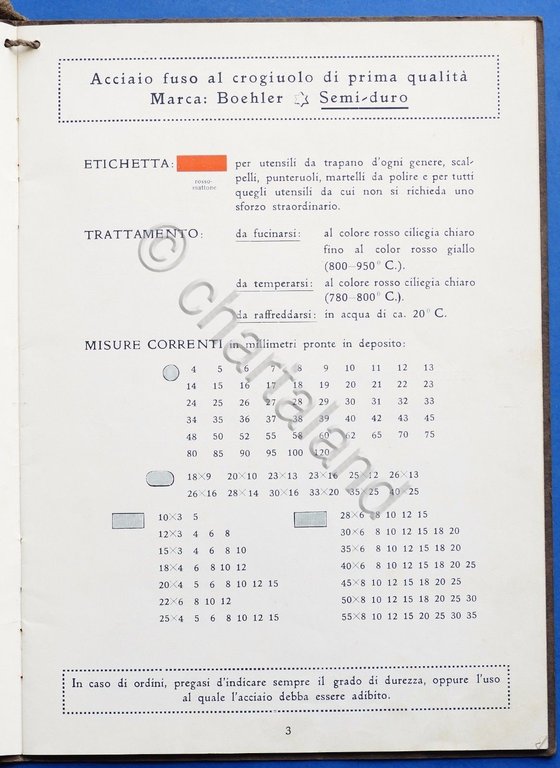 Acciaio fuso al crogiuolo di prima qualità
Marca: Boehler Semi-duro
ETICHETTA:
rosso-
mattone
per utensili da trapano d'ogni genere, scal-
pelli, punteruoli, martelli da polire e per tutti
quegli utensili da cui non si richieda uno
sforzo straordinario.
TRATTAMENTO:
da fucinarsi: al colore rosso ciliegia chiaro
fino al color rosso giallo
(800–950° C.).
da temperarsi: al colore rosso ciliegia chiaro
(780–800° C.).
da raffreddarsi: in acqua di ca. 20° C.
MISURE CORRENTI in millimetri pronte in deposito:
4 5 6 7 8 9 10 11 12 13
14 15 16 17 18 19 20 21 22 23
24 25 26 27 28 29 30 31 32 33
34 35 36 37 38 39 40 42 43 45
48 50 52 55 58 60 62 65 70 75
80 85 90 95 100 120
18×9 20×10 23×13 23×16 25×12 26×13
26×16 28×14 30×16 33×20 35×25 40×25
10×3 5
12×3 4 6 8
15×3 4 6 8 10
18×4 6 8 10 12
20×4 5 6 8 10 12 15
22×6 8 10 12
25×4 5 6 8 10 12 15
28×6 8 10 12 15
30×6 8 10 12 15 18 20
35×6 8 10 12 15 18 20
40×6 8 10 12 15 18 20 25
45×8 10 12 15 18 20 25
50×8 10 12 15 18 20 25 30
55×8 10 12 15 20 25 30 35
In caso di ordini, pregasi d'indicare sempre il grado di durezza, oppure l'uso
al quale l'acciaio debba essere adibito.
3
© chartaland